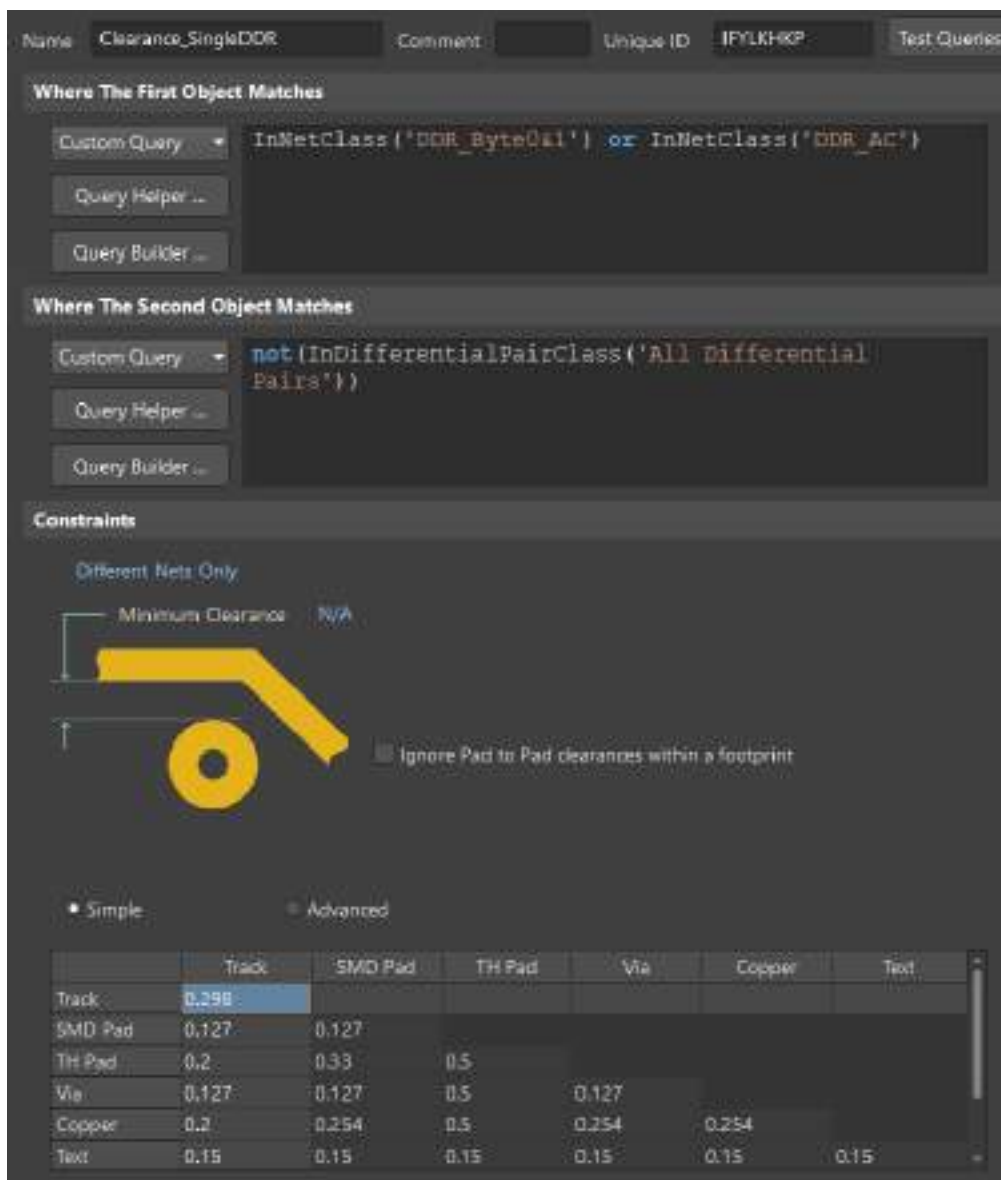 Name Clearance_SingleDDR Comment Unique ID IFYLKHKP Test Queries
Where The First Object Matches
Custom Query InNetClass('DDR_Byte0&1') or InNetClass('DDR_AC')
Query Helper ...
Query Builder ...
Where The Second Object Matches
Custom Query not(InDifferentialPairClass('All Differential
Pairs'))
Query Helper ...
Query Builder ...
Constraints
Different Nets Only
Minimum Clearance N/A
Ignore Pad to Pad clearances within a footprint
Simple Advanced
Track SMD Pad TH Pad Via Copper Text
Track 0.298
SMD Pad 0.127 0.127
TH Pad 0.2 0.33 0.5
Via 0.127 0.127 0.5 0.127
Copper 0.2 0.254 0.5 0.254 0.254
Text 0.15 0.15 0.15 0.15 0.15 0.15